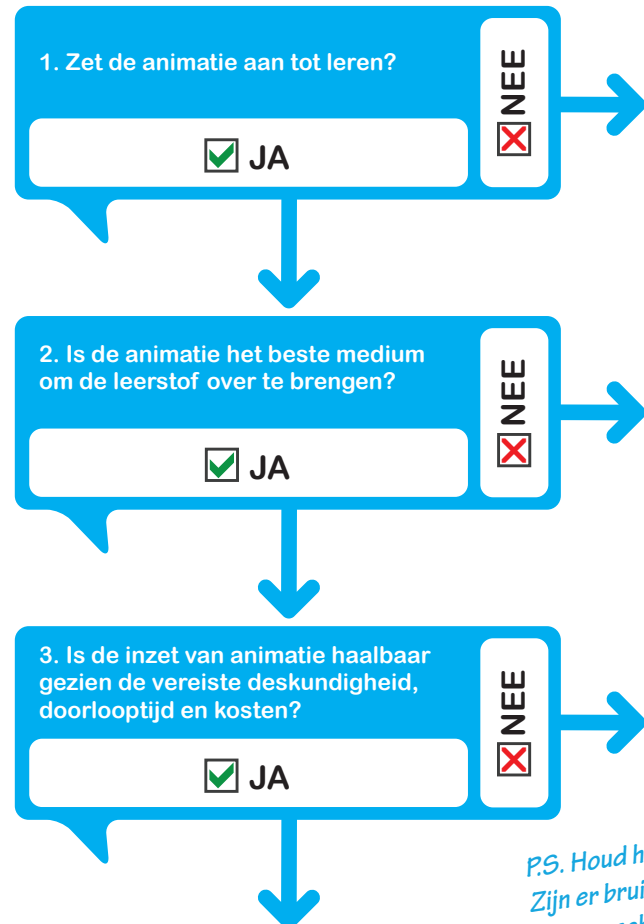 1. Zet de animatie aan tot leren?
NEE
JA
2. Is de animatie het beste medium
om de leerstof over te brengen?
NEE
JA
3. Is de inzet van animatie haalbaar
gezien de vereiste deskundigheid,
doorlooptijd en kosten?
NEE
JA
P.S. Houd h
Zijn er brui